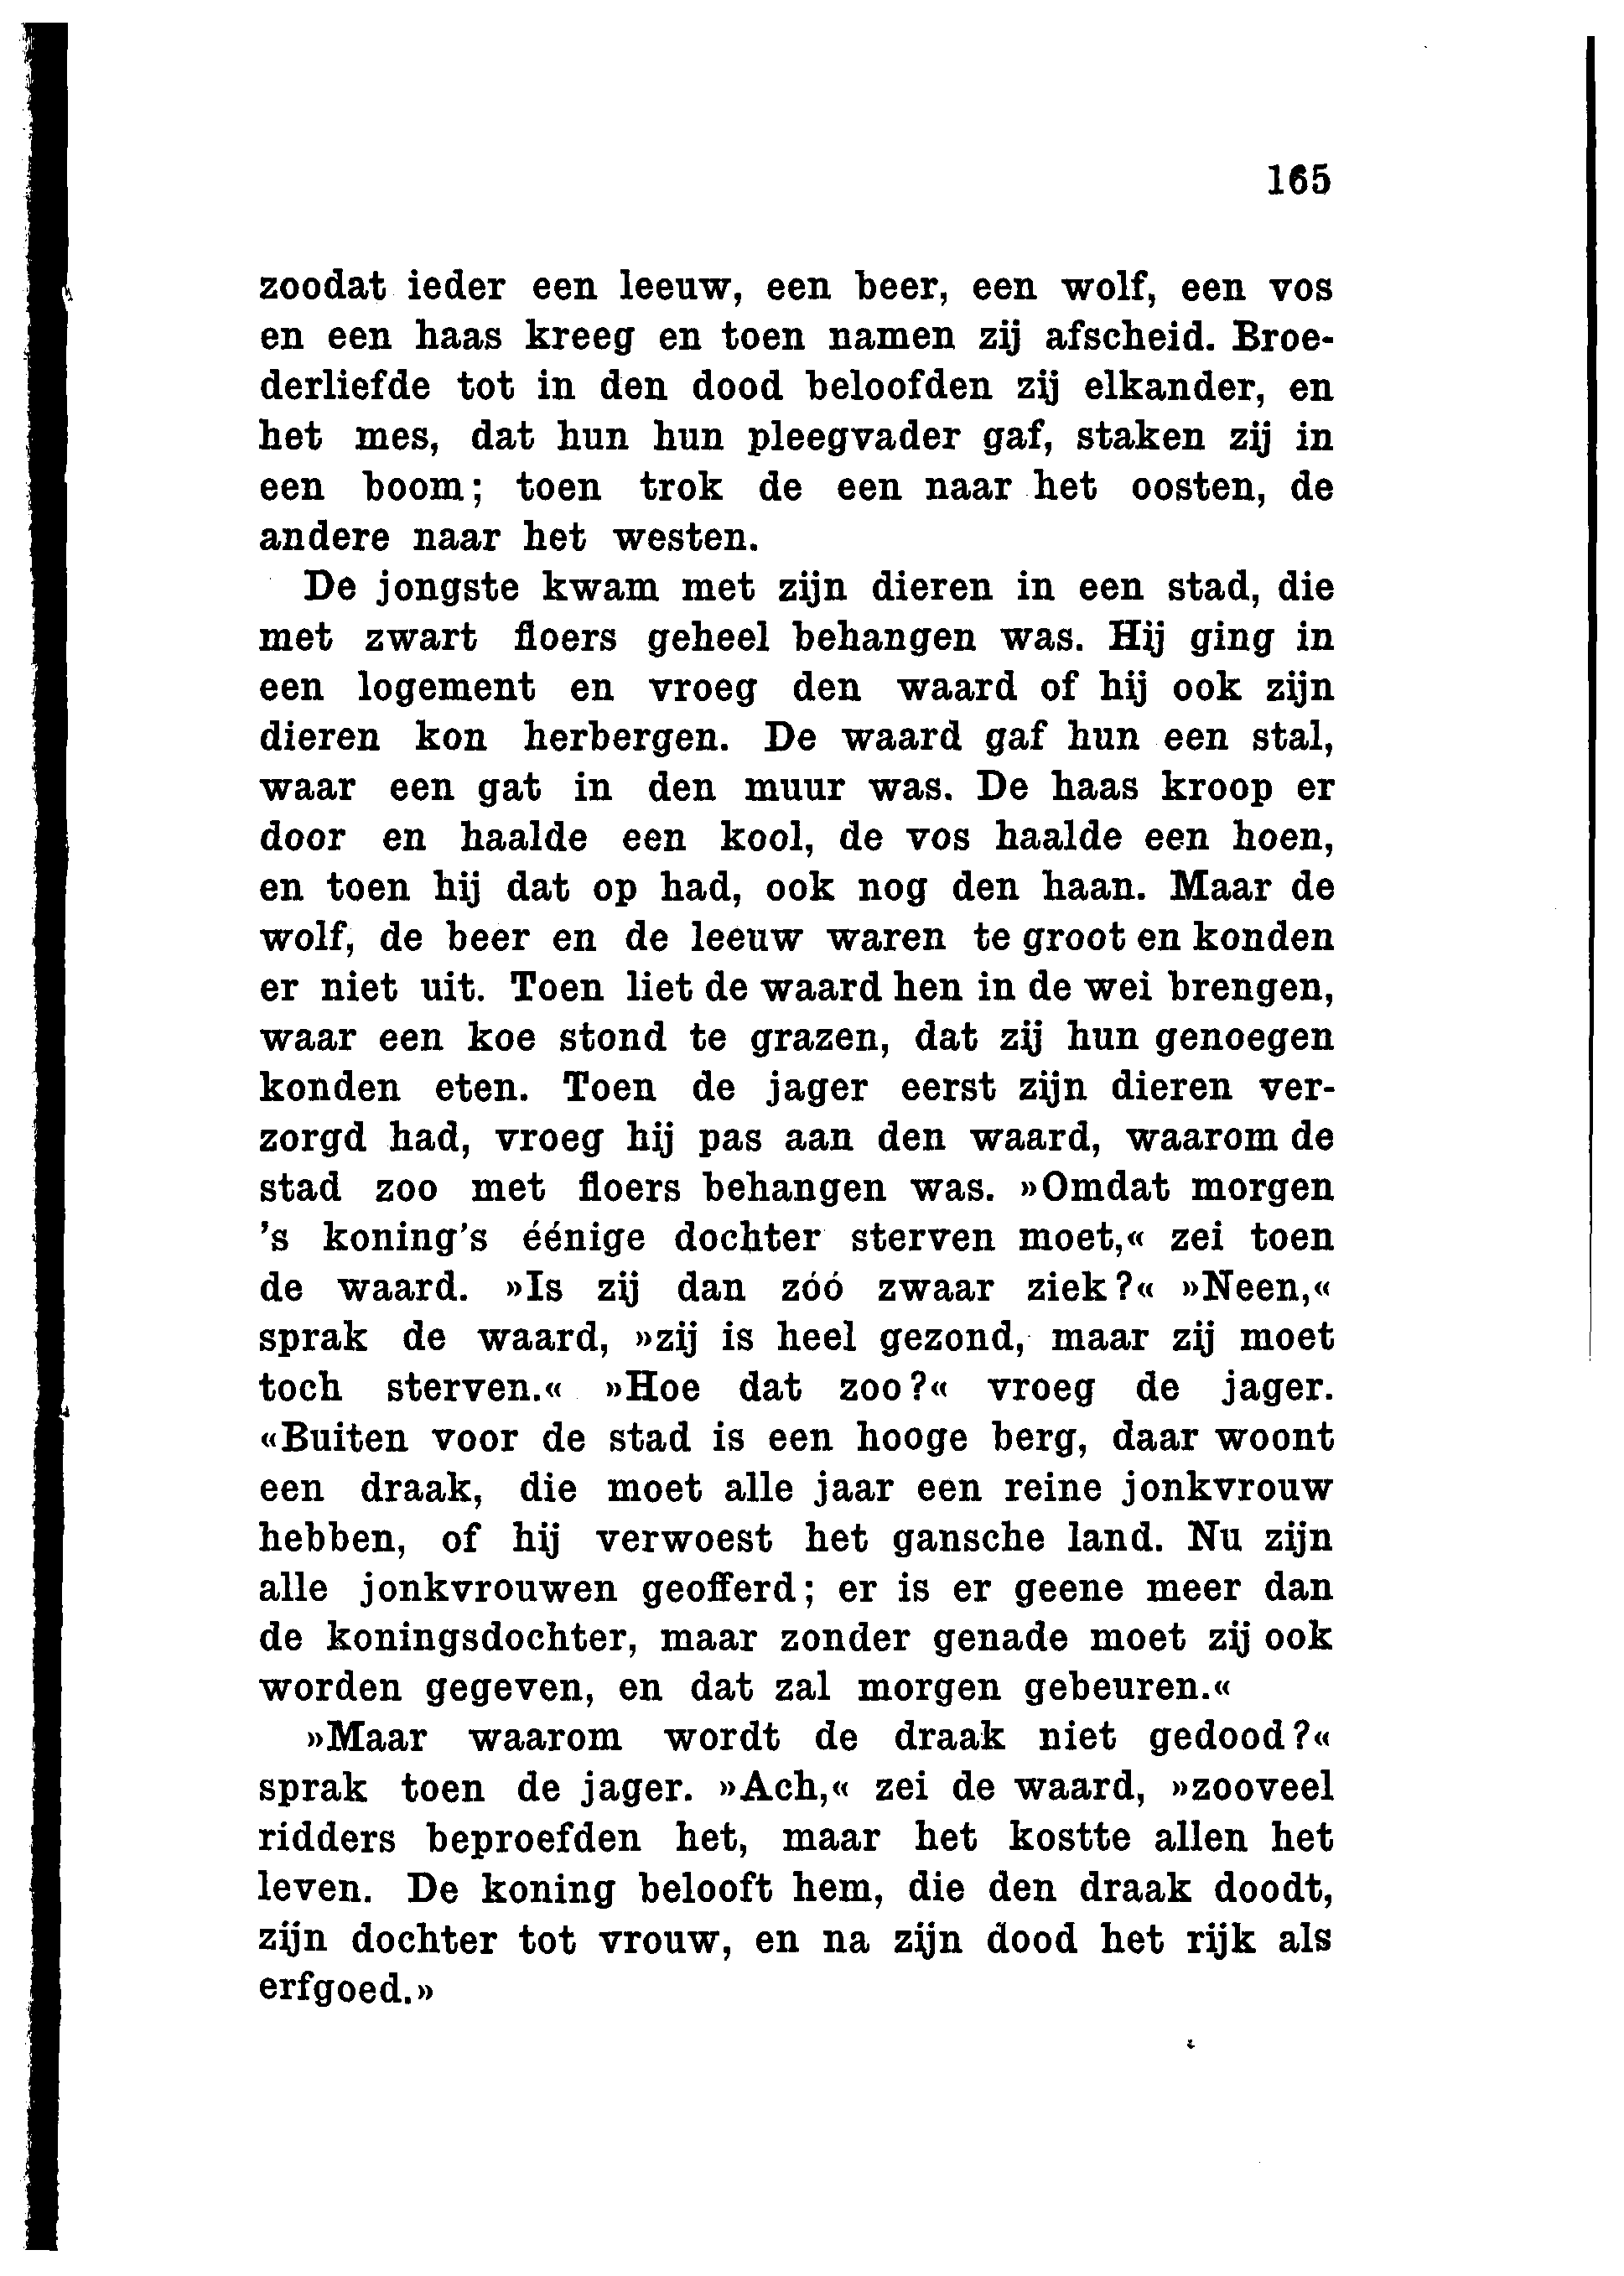 165
zoodat ieder een leeuw, een beer, een wolf, een vos
en een haas kreeg en toen namen zij afscheid. Broe-
derliefde tot in den dood beloofden zij elkander, en
het mes, dat hun hun pleegvader gaf, staken zij in
een boom; toen trok de een naar het oosten, de
andere naar het westen.
De jongste kwam met zijn dieren in een stad, die
met zwart floers geheel behangen was. Hij ging in
een logement en vroeg den waard of hij ook zijn
dieren kon herbergen. De waard gaf hun een stal,
waar een gat in den muur was. De haas kroop er
door en haalde een kool, de vos haalde een hoen,
en toen hij dat op had, ook nog den haan. Maar de
wolf, de beer en de leeuw waren te groot en konden
er niet uit. Toen liet de waard hen in de wei brengen,
waar een koe stond te grazen, dat zij hun genoegen
konden eten. Toen de jager eerst zijn dieren ver-
zorgd had, vroeg hij pas aan den waard, waarom de
stad zoo met floers behangen was. »Omdat morgen
's koning's éénige dochter sterven moet,« zei toen
de waard. »Is zij dan zóó zwaar ziek?« »Neen,«
sprak de waard, »zij is heel gezond, maar zij moet
toch sterven.« »Hoe dat zoo?« vroeg de jager.
«Buiten voor de stad is een hooge berg, daar woont
een draak, die moet alle jaar een reine jonkvrouw
hebben, of hij verwoest het gansche land. Nu zijn
alle jonkvrouwen geofferd; er is er geene meer dan
de koningsdochter, maar zonder genade moet zij ook
worden gegeven, en dat zal morgen gebeuren.«
»Maar waarom wordt de draak niet gedood?«
sprak toen de jager. »Ach,« zei de waard, »zooveel
ridders beproefden het, maar het kostte allen het
leven. De koning belooft hem, die den draak doodt,
zijn dochter tot vrouw, en na zijn dood het rijk als
erfgoed.»